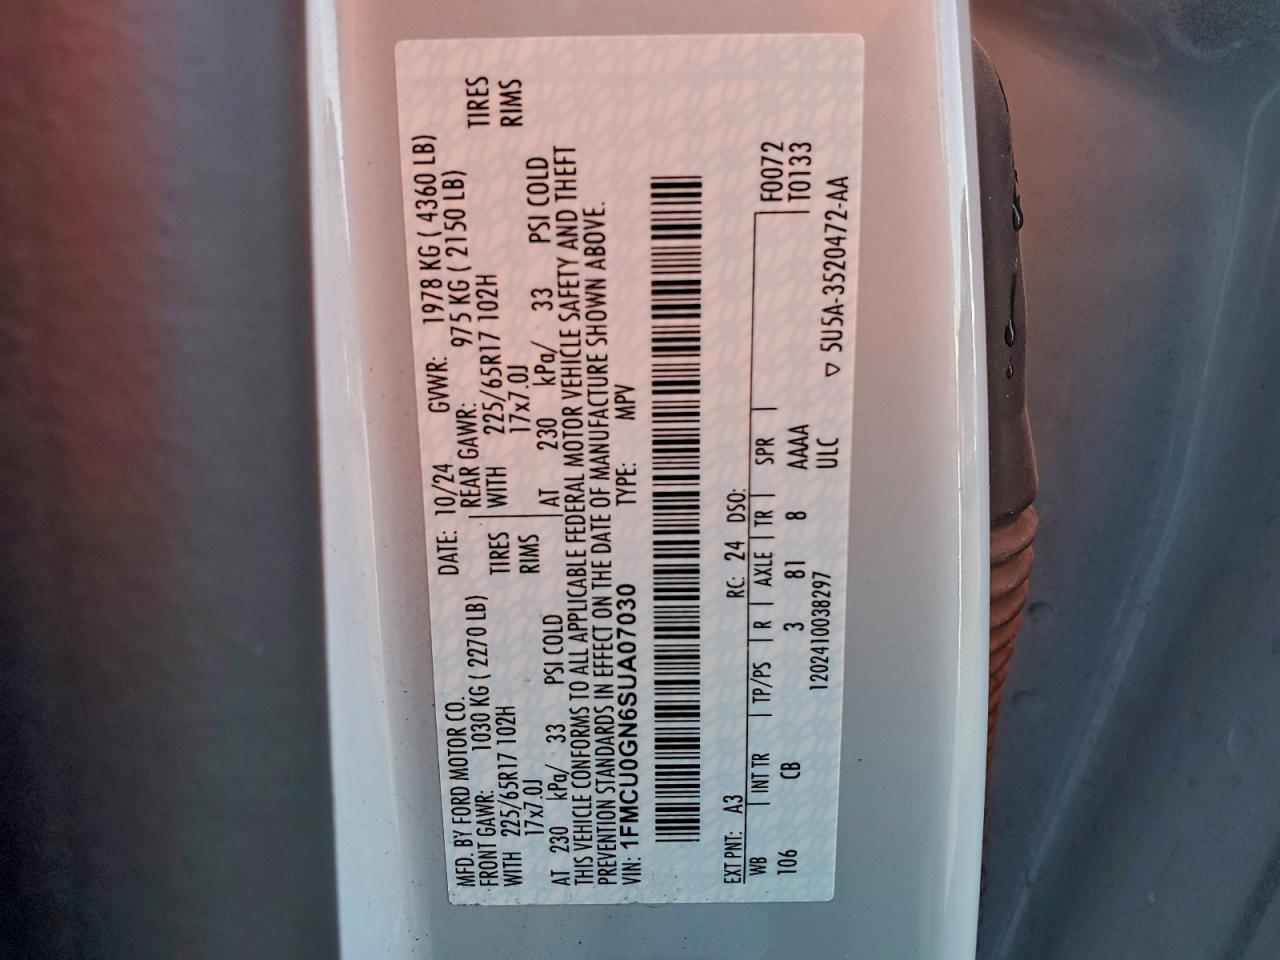 MFD. BY FORD MOTOR CO. DATE: 10/24 GVWR: 1978 KG ( 4360 LB)
FRONT GAWR: 1030 KG ( 2270 LB) REAR GAWR: 975 KG ( 2150 LB)
WITH 225/65R17 102H TIRES WITH 225/65R17 102H TIRES
17x7.0J RIMS 17x7.0J RIMS
AT 230 kPa/ 33 PSI COLD AT 230 kPa/ 33 PSI COLD
THIS VEHICLE CONFORMS TO ALL APPLICABLE FEDERAL MOTOR VEHICLE SAFETY AND THEFT
PREVENTION STANDARDS IN EFFECT ON THE DATE OF MANUFACTURE SHOWN ABOVE.
VIN: 1FMCU0GN6SUA07030 TYPE: MPV
EXT PNT: A3 RC: 24 DSO: F0072
WB INT TR TP/PS R AXLE TR SPR T0133
106 CB 3 81 8 AAAA
1202410038297 ULC
▽ 5U5A-3520472-AA